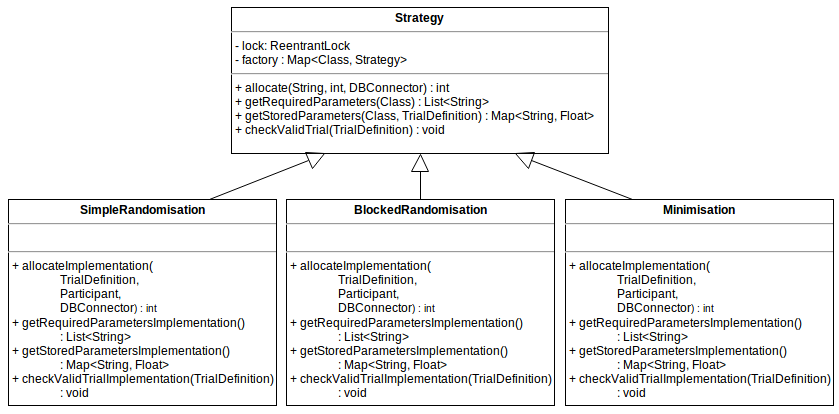 Strategy
- lock: ReentrantLock
- factory : Map<Class, Strategy>
+ allocate(String, int, DBConnector) : int
+ getRequiredParameters(Class) : List<String>
+ getStoredParameters(Class, TrialDefinition) : Map<String, Float>
+ checkValidTrial(TrialDefinition) : void
SimpleRandomisation
+ allocateImplementation(
TrialDefinition,
Participant,
DBConnector) : int
+ getRequiredParametersImplementation()
: List<String>
+ getStoredParametersImplementation()
: Map<String, Float>
+ checkValidTrialImplementation(TrialDefinition)
: void
BlockedRandomisation
+ allocateImplementation(
TrialDefinition,
Participant,
DBConnector) : int
+ getRequiredParametersImplementation()
: List<String>
+ getStoredParametersImplementation()
: Map<String, Float>
+ checkValidTrialImplementation(TrialDefinition)
: void
Minimisation
+ allocateImplementation(
TrialDefinition,
Participant,
DBConnector) : int
+ getRequiredParametersImplementation()
: List<String>
+ getStoredParametersImplementation()
: Map<String, Float>
+ checkValidTrialImplementation(TrialDefinition)
: void